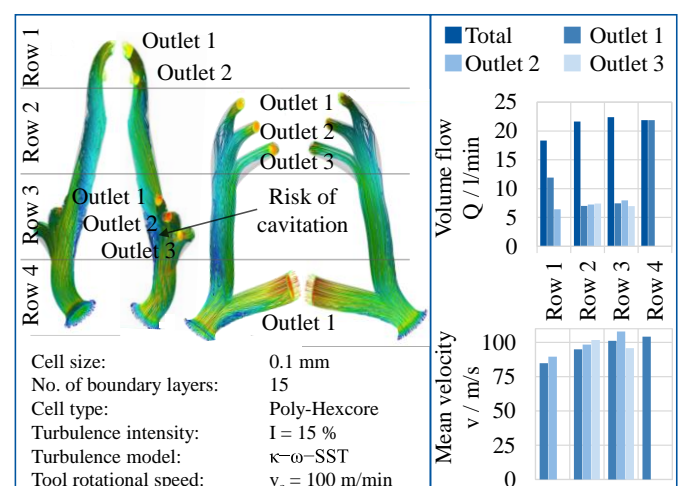 Row 1
Row 2
Row 3
Row 4
Outlet 1
Outlet 2
Outlet 1
Outlet 2
Outlet 3
Outlet 1
Outlet 2
Outlet 3
Risk of
cavitation
Outlet 1
Cell size: 0.1 mm
No. of boundary layers: 15
Cell type: Poly-Hexcore
Turbulence intensity: I = 15 %
Turbulence model: κ−ω−SST
Tool rotational speed: vc = 100 m/min
Total
Outlet 1
Outlet 2
Outlet 3
Volume flow
Q / l/min
25
20
15
10
5
0
Row 1
Row 2
Row 3
Row 4
Mean velocity
v / m/s
100
75
50
25
0